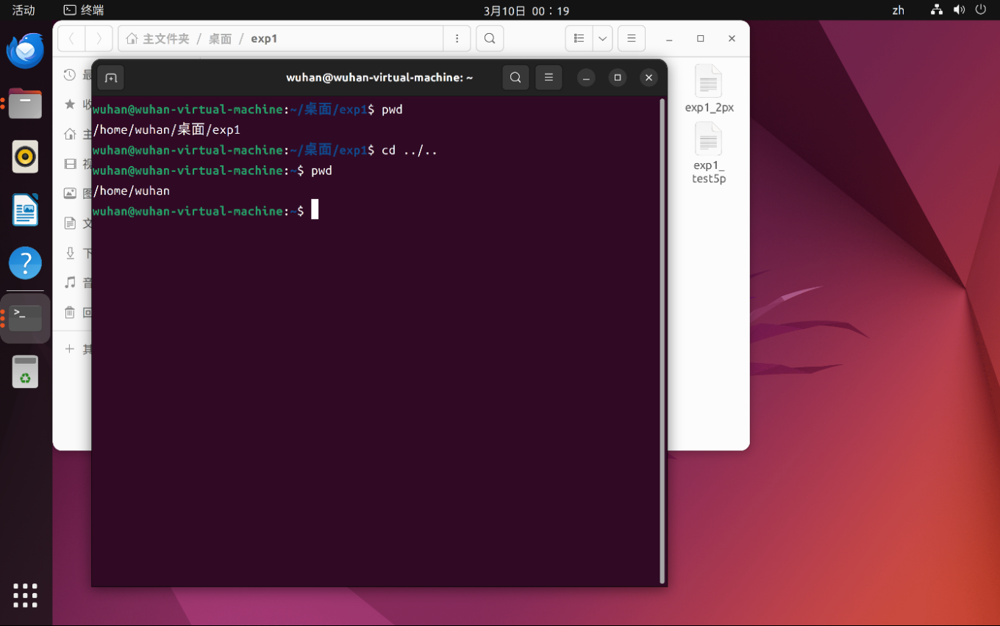 活动 终端 3月10日 00：19 zh
主文件夹 / 桌面 / exp1
wuhan@wuhan-virtual-machine: ~
最
收
主
视
图
文
下
音
回
其
wuhan@wuhan-virtual-machine:~/桌面/exp1$ pwd
/home/wuhan/桌面/exp1
wuhan@wuhan-virtual-machine:~/桌面/exp1$ cd ../..
wuhan@wuhan-virtual-machine:~$ pwd
/home/wuhan
wuhan@wuhan-virtual-machine:~$
exp1_2px
exp1_
test5p